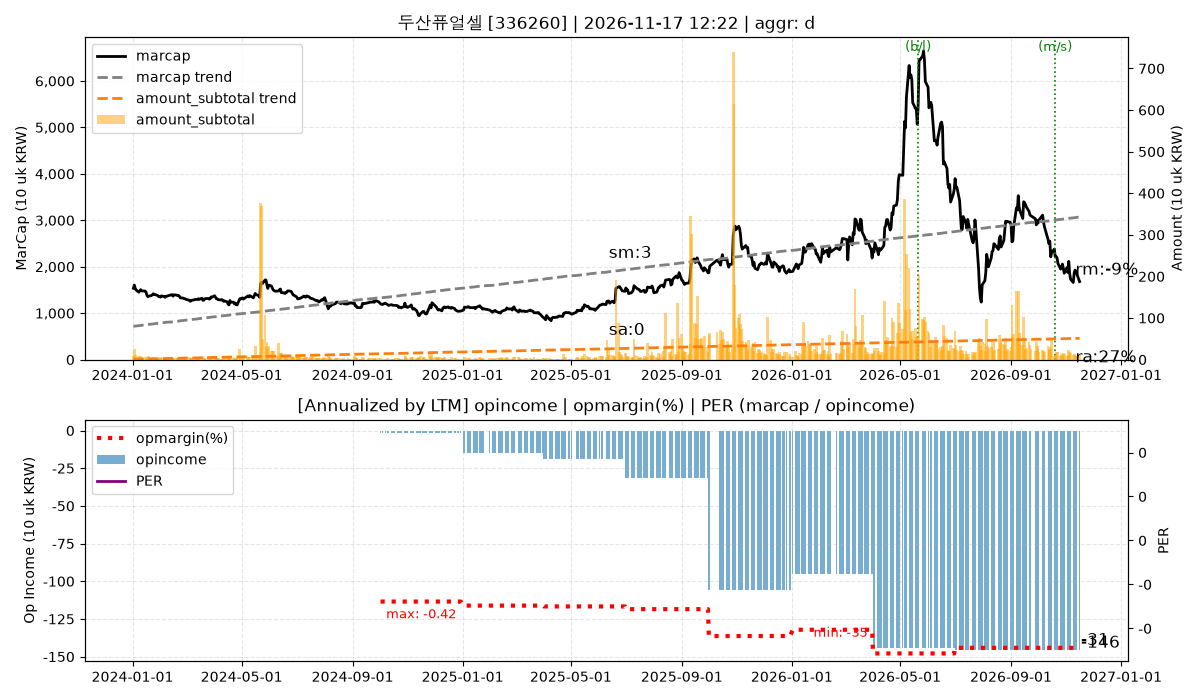 두산퓨얼셀 [336260] | 2026-11-17 12:22 | aggr: d
marcap
marcap trend
amount_subtotal trend
amount_subtotal
(b/l)
(m/s)
sm:3
sa:0
rm:-9%
ra:27%
MarCap (10 uk KRW)
6,000
5,000
4,000
3,000
2,000
1,000
0
Amount (10 uk KRW)
700
600
500
400
300
200
100
0
2024-01-01 2024-05-01 2024-09-01 2025-01-01 2025-05-01 2025-09-01 2026-01-01 2026-05-01 2026-09-01 2027-01-01
[Annualized by LTM] opincome | opmargin(%) | PER (marcap / opincome)
opmargin(%)
opincome
PER
max: -0.42
min: -35
-31
-146
Op Income (10 uk KRW)
0
-25
-50
-75
-100
-125
-150
PER
0
0
0
-0
-0
2024-01-01 2024-05-01 2024-09-01 2025-01-01 2025-05-01 2025-09-01 2026-01-01 2026-05-01 2026-09-01 2027-01-01